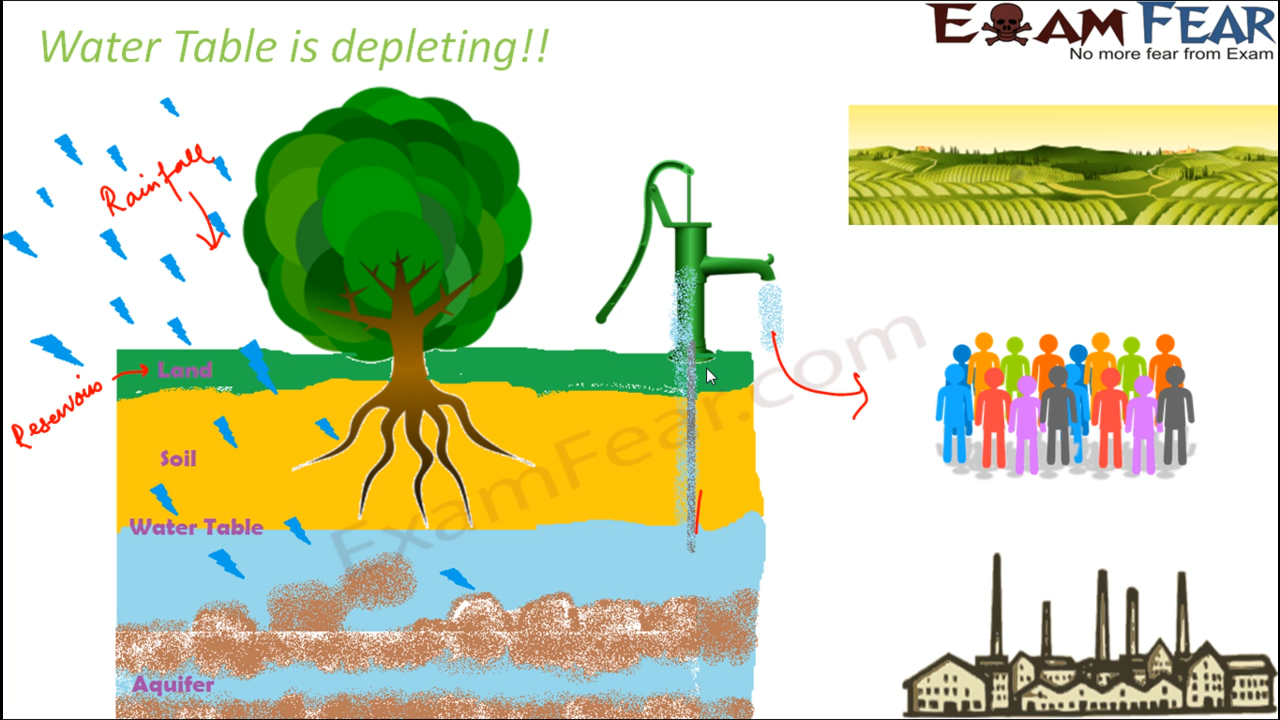 Water Table is depleting!!
EXAM FEAR
No more fear from Exam
Rainfall
Reservoirs
Land
Soil
Water Table
Aquifer
ExamFear.com